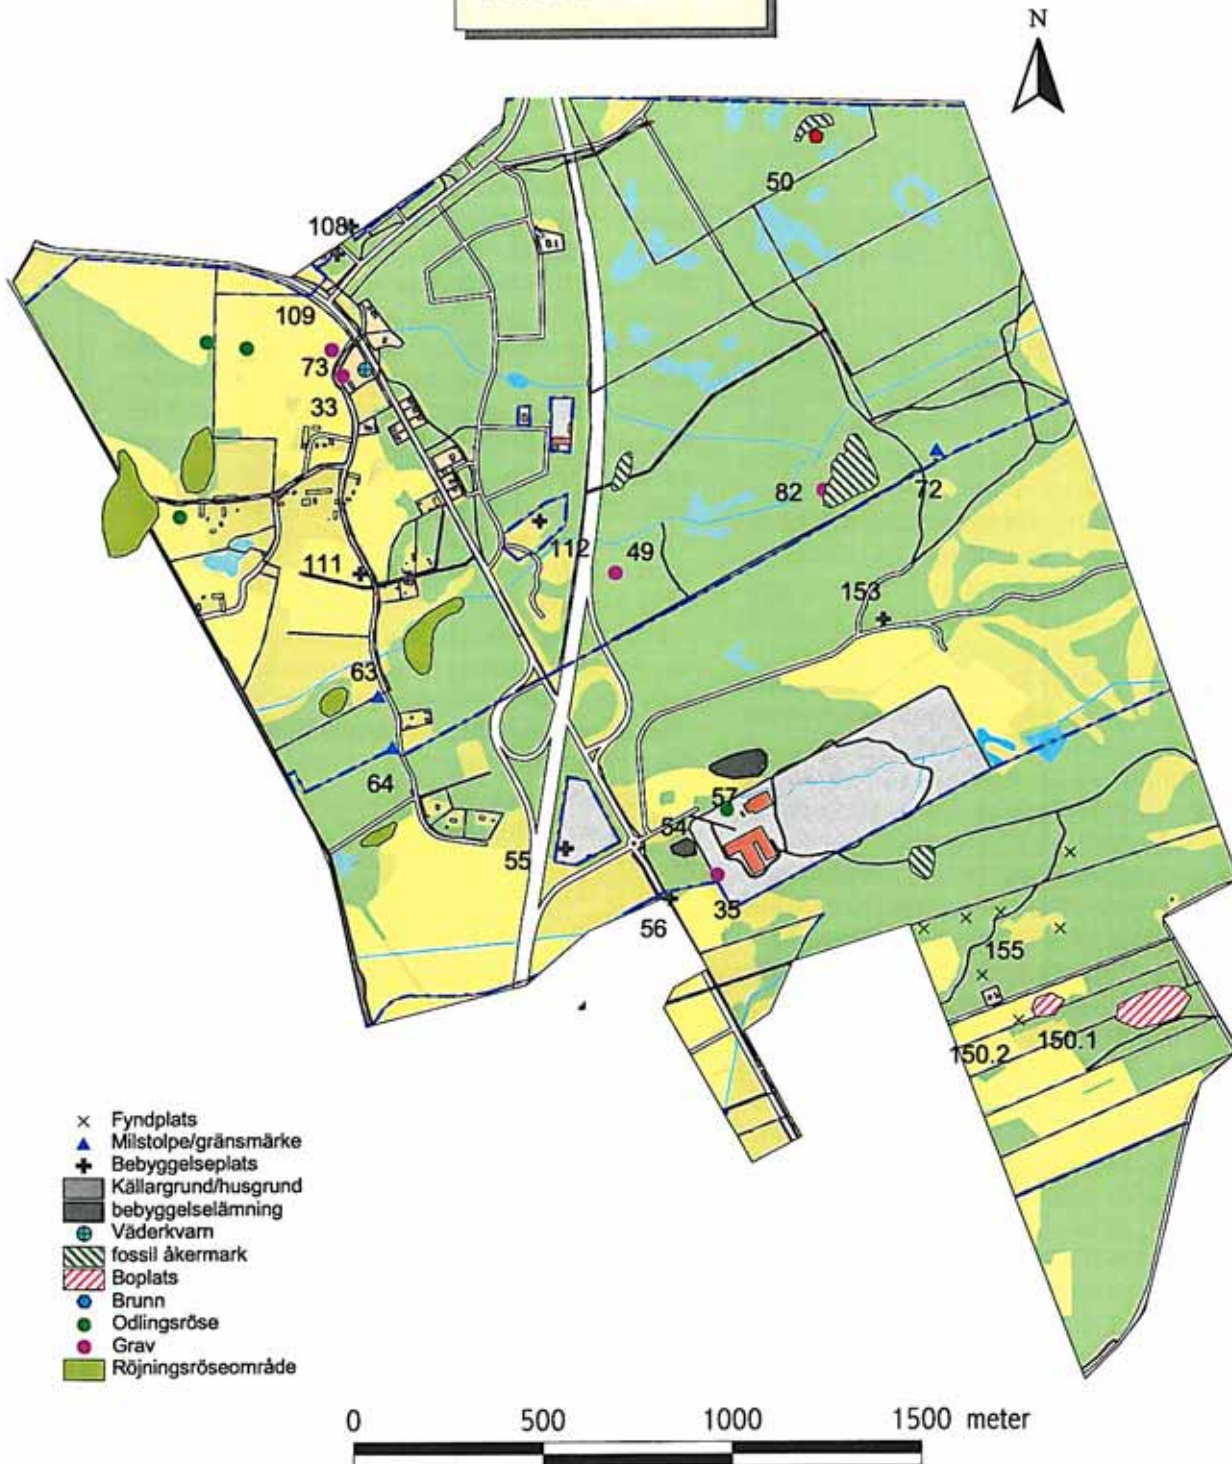 N
50
108
109
73
33
82
72
112
49
111
153
63
64
57
54
55
35
56
155
150.2
150.1
Fyndplats
Milstolpe/gränsmärke
Bebyggelseplats
Källargrund/husgrund
bebyggelselämning
Väderkvarn
fossil åkermark
Boplats
Brunn
Odlingsröse
Grav
Röjningsröseområde
0 500 1000 1500 meter